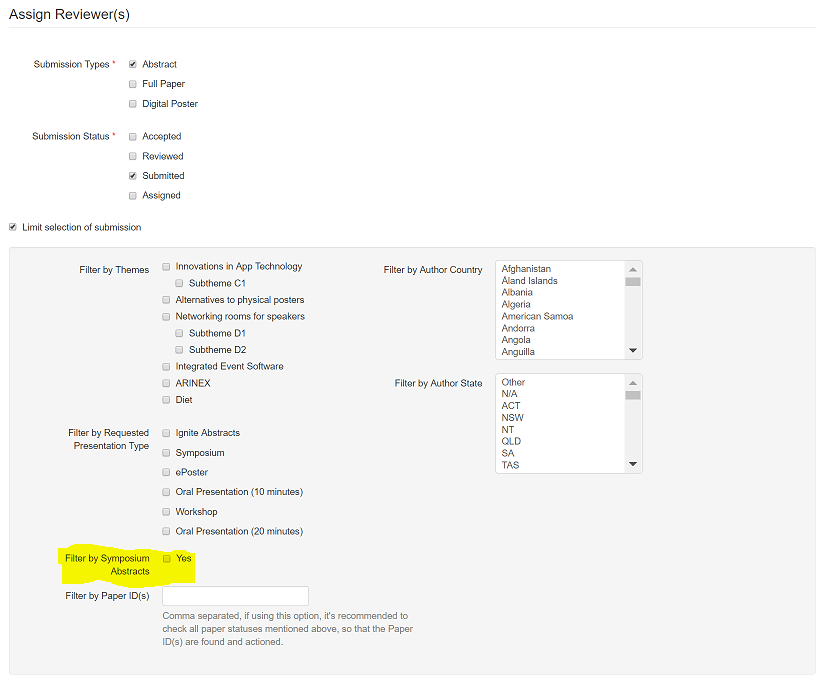 Assign Reviewer(s)
Submission Types *
Abstract
Full Paper
Digital Poster
Submission Status *
Accepted
Reviewed
Submitted
Assigned
Limit selection of submission
Filter by Themes
Innovations in App Technology
Subtheme C1
Alternatives to physical posters
Networking rooms for speakers
Subtheme D1
Subtheme D2
Integrated Event Software
ARINEX
Diet
Filter by Author Country
Afghanistan
Aland Islands
Albania
Algeria
American Samoa
Andorra
Angola
Anguilla
Filter by Author State
Other
N/A
ACT
NSW
NT
QLD
SA
TAS
Filter by Requested
Presentation Type
Ignite Abstracts
Symposium
ePoster
Oral Presentation (10 minutes)
Workshop
Oral Presentation (20 minutes)
Filter by Symposium
Abstracts
Yes
Filter by Paper ID(s)
Comma separated, if using this option, it's recommended to
check all paper statuses mentioned above, so that the Paper
ID(s) are found and actioned.